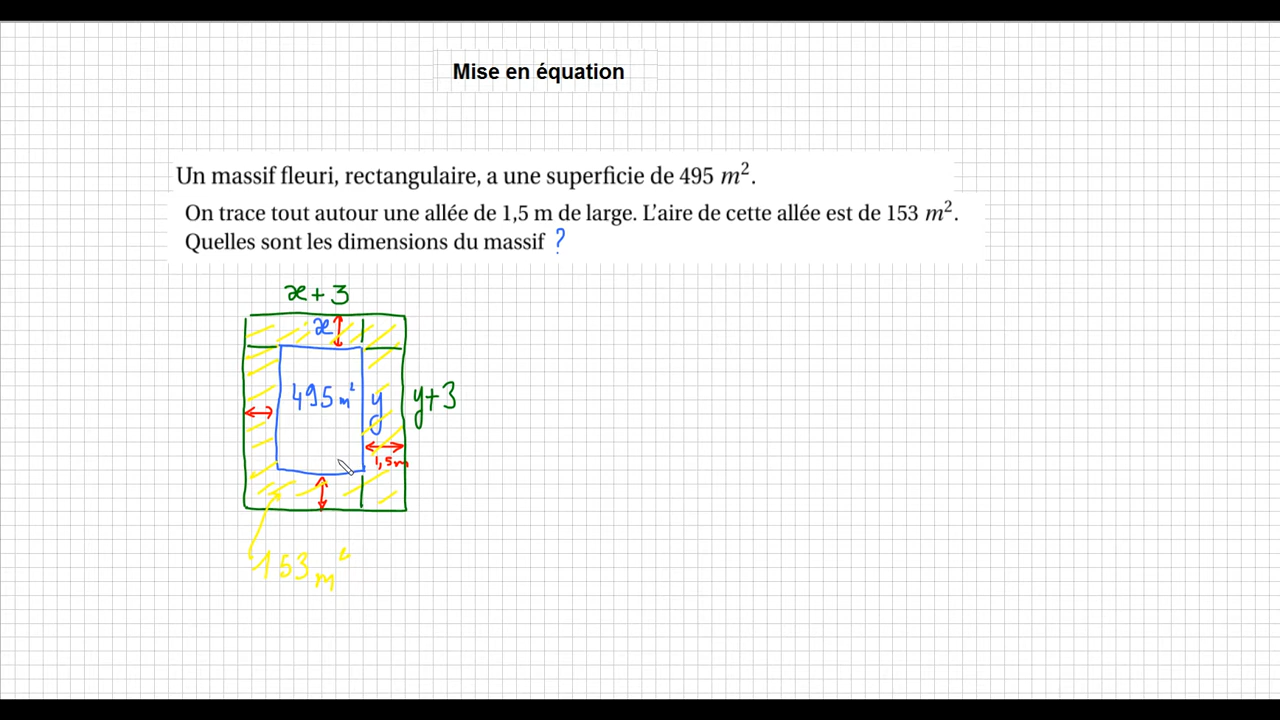 Mise en équation
Un massif fleuri, rectangulaire, a une superficie de 495 m².
On trace tout autour une allée de 1,5 m de large. L'aire de cette allée est de 153 m².
Quelles sont les dimensions du massif ?
x + 3
x
495 m²
y
y+3
1,5m
153 m²